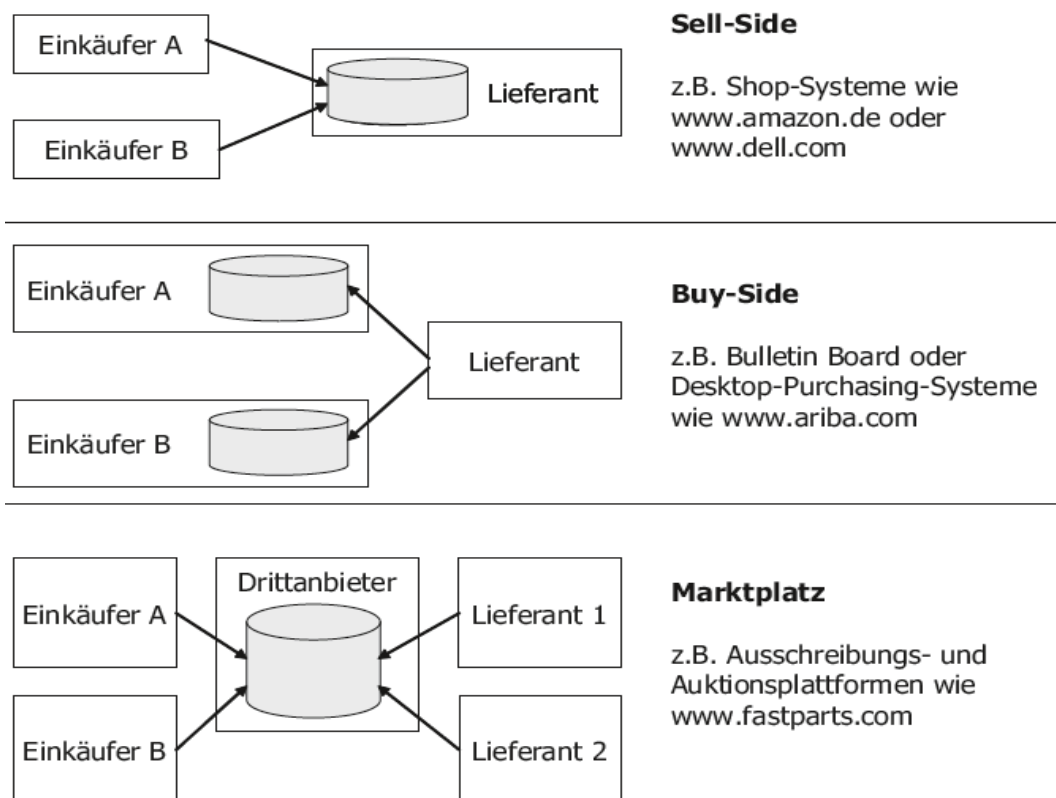 Einkäufer A
Einkäufer B
Lieferant
Sell-Side
z.B. Shop-Systeme wie
www.amazon.de oder
www.dell.com
Einkäufer A
Einkäufer B
Lieferant
Buy-Side
z.B. Bulletin Board oder
Desktop-Purchasing-Systeme
wie www.ariba.com
Einkäufer A
Einkäufer B
Drittanbieter
Lieferant 1
Lieferant 2
Marktplatz
z.B. Ausschreibungs- und
Auktionsplattformen wie
www.fastparts.com